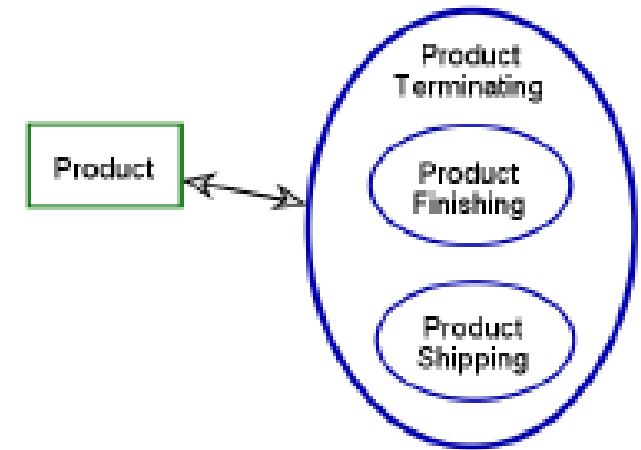 Product
Terminating
Product
Product
Finishing
Product
Shipping